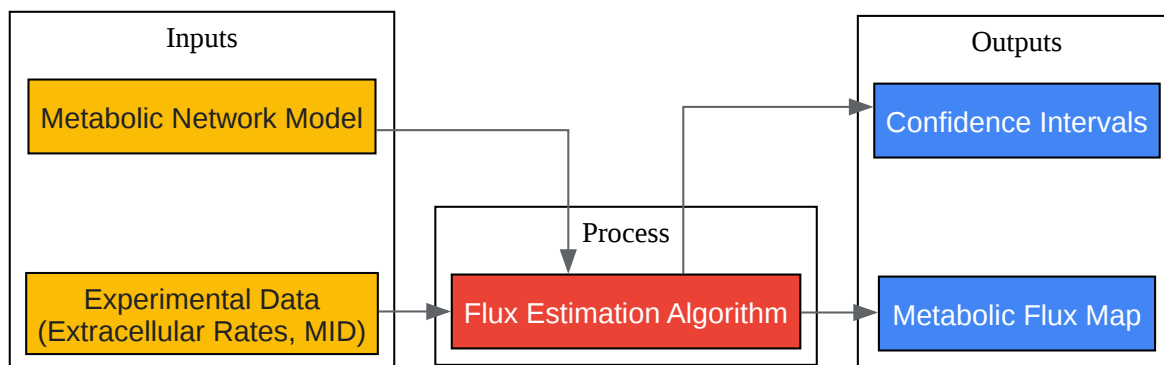 Inputs
Metabolic Network Model
Experimental Data
(Extracellular Rates, MID)
Process
Flux Estimation Algorithm
Outputs
Confidence Intervals
Metabolic Flux Map